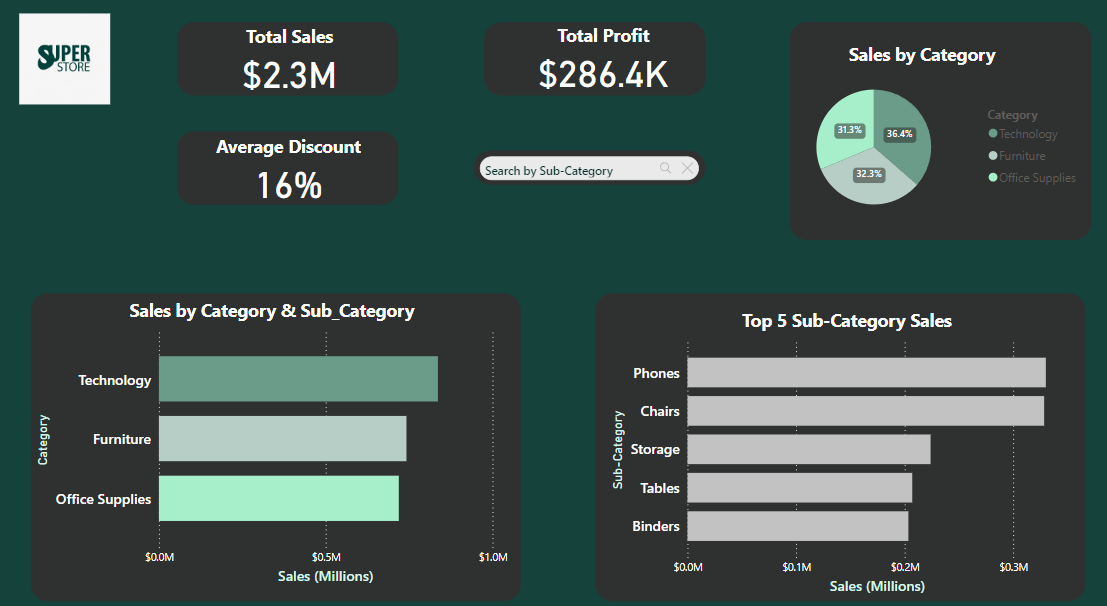 SUPER
STORE
Total Sales
$2.3M
Total Profit
$286.4K
Average Discount
16%
Search by Sub-Category
Sales by Category
31.3%
36.4%
32.3%
Category
Technology
Furniture
Office Supplies
Sales by Category & Sub_Category
Category
Technology
Furniture
Office Supplies
$0.0M
$0.5M
$1.0M
Sales (Millions)
Top 5 Sub-Category Sales
Sub-Category
Phones
Chairs
Storage
Tables
Binders
$0.0M
$0.1M
$0.2M
$0.3M
Sales (Millions)